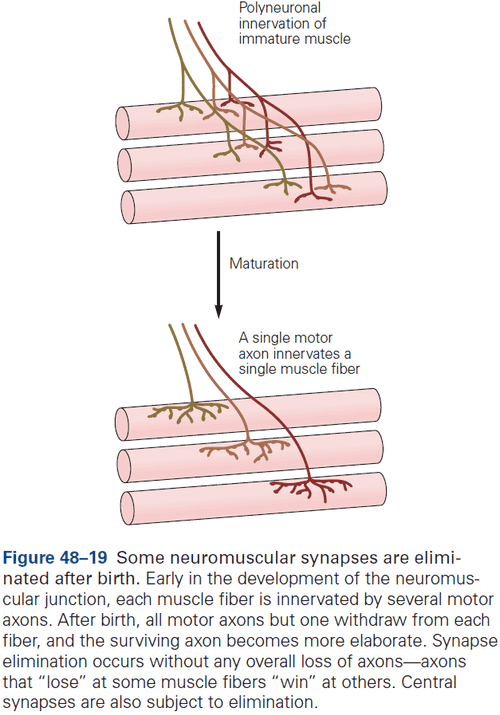 Polyneuronal
innervation of
immature muscle
Maturation
A single motor
axon innervates a
single muscle fiber
Figure 48–19 Some neuromuscular synapses are elimi-
nated after birth. Early in the development of the neuromus-
cular junction, each muscle fiber is innervated by several motor
axons. After birth, all motor axons but one withdraw from each
fiber, and the surviving axon becomes more elaborate. Synapse
elimination occurs without any overall loss of axons—axons
that “lose” at some muscle fibers “win” at others. Central
synapses are also subject to elimination.